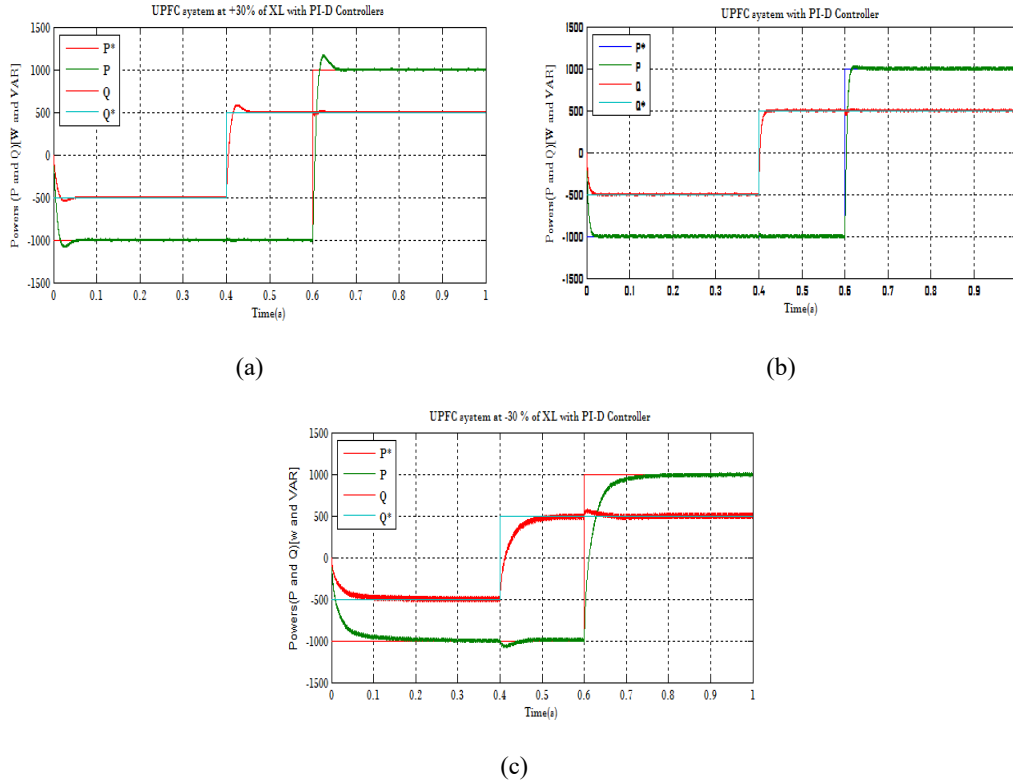 UPFC system at +30% of XL with PI-D Controllers
Powers (P and Q)[W and VAR)
1500
1000
500
0
-500
-1000
-1500
P*
P
Q
Q*
0 0.1 0.2 0.3 0.4 0.5 0.6 0.7 0.8 0.9 1
Time(s)
(a)
UPFC system with PI-D Controller
Powers(P and Q)[W and VAR]
1500
1000
500
0
-500
-1000
-1500
P*
P
Q
Q*
0 0.1 0.2 0.3 0.4 0.5 0.6 0.7 0.8 0.9
Time(s)
(b)
UPFC system at -30 % of XL with PI-D Controller
Powers(P and Q)[w and VAR]
1500
1000
500
0
-500
-1000
-1500
P*
P
Q
Q*
0 0.1 0.2 0.3 0.4 0.5 0.6 0.7 0.8 0.9 1
Time(s)
(c)